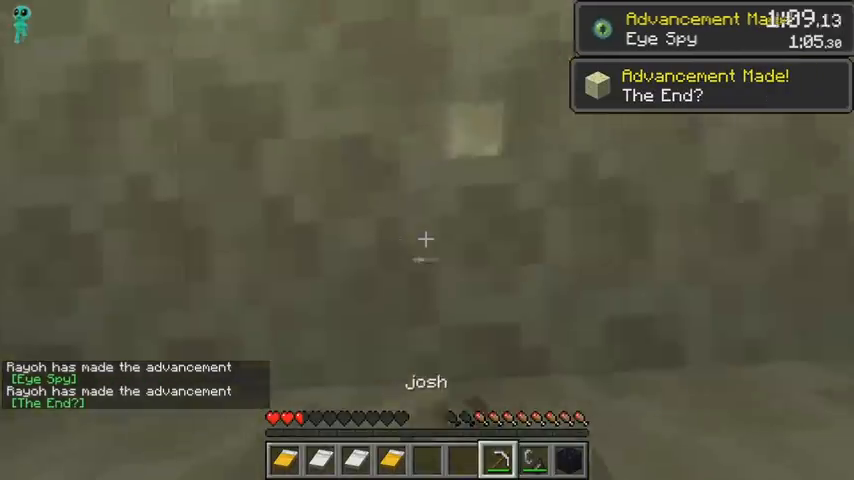 Advancement Made!
1:09.13
Eye Spy
1:05.30
Advancement Made!
The End?
Rayoh has made the advancement
[Eye Spy]
Rayoh has made the advancement
[The End?]
josh